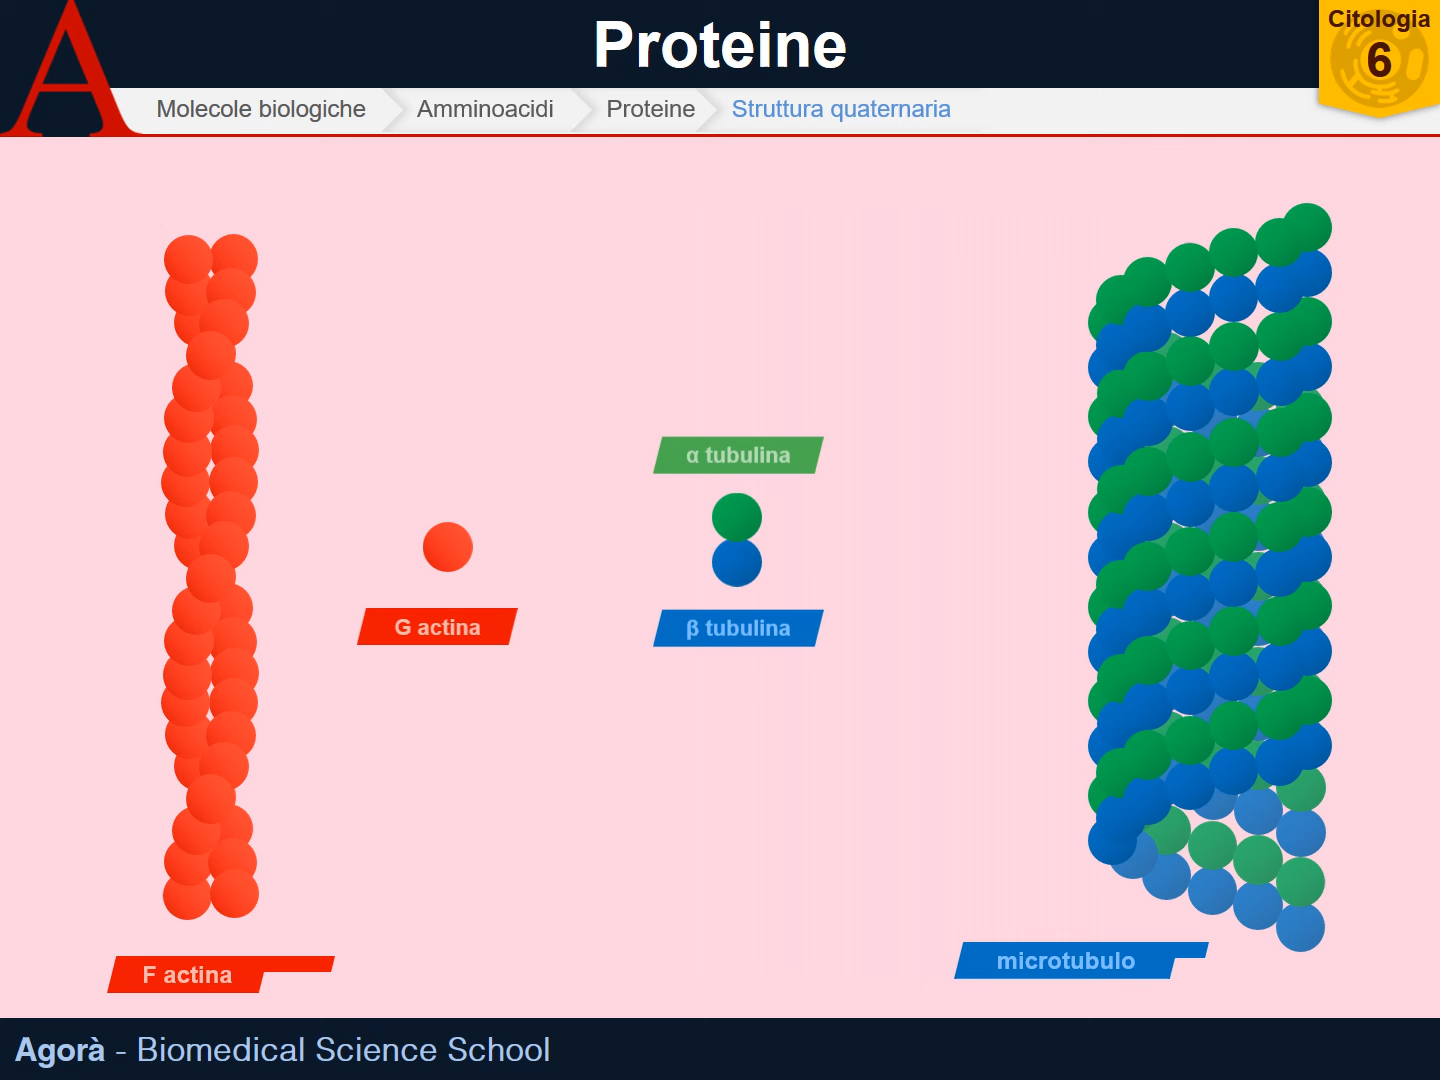 A
Proteine
Citologia
6
Molecole biologiche
Amminoacidi
Proteine
Struttura quaternaria
α tubulina
G actina
β tubulina
F actina
microtubulo
Agorà - Biomedical Science School